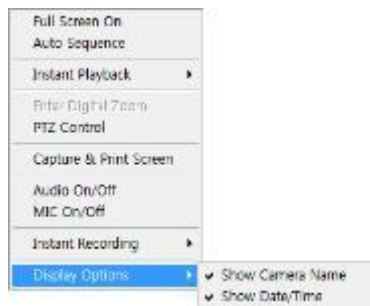 Full Screen On
Auto Sequence
Instant Playback
Enter Digital Zoom
PTZ Control
Capture & Print Screen
Audio On/Off
MIC On/Off
Instant Recording
Display Options
Show Camera Name
Show Date/Time